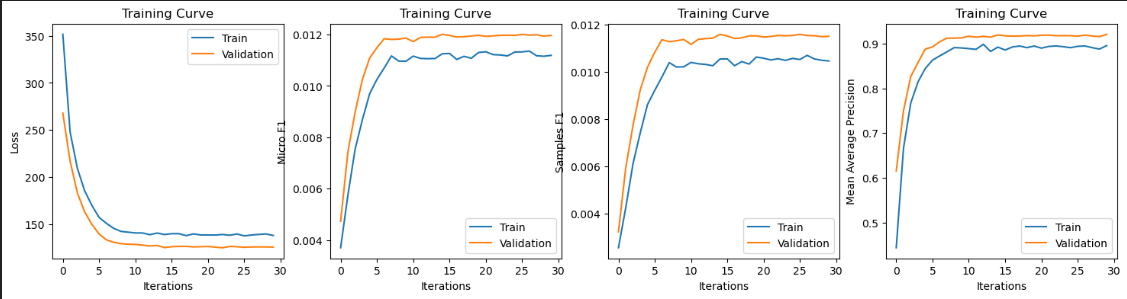 Training Curve
Loss
350
300
250
200
150
0 5 10 15 20 25 30
Iterations
Train
Validation
Training Curve
Micro F1
0.012
0.010
0.008
0.006
0.004
0 5 10 15 20 25 30
Iterations
Train
Validation
Training Curve
Samples F1
0.012
0.010
0.008
0.006
0.004
0 5 10 15 20 25 30
Iterations
Train
Validation
Training Curve
Mean Average Precision
0.9
0.8
0.7
0.6
0.5
0 5 10 15 20 25 30
Iterations
Train
Validation